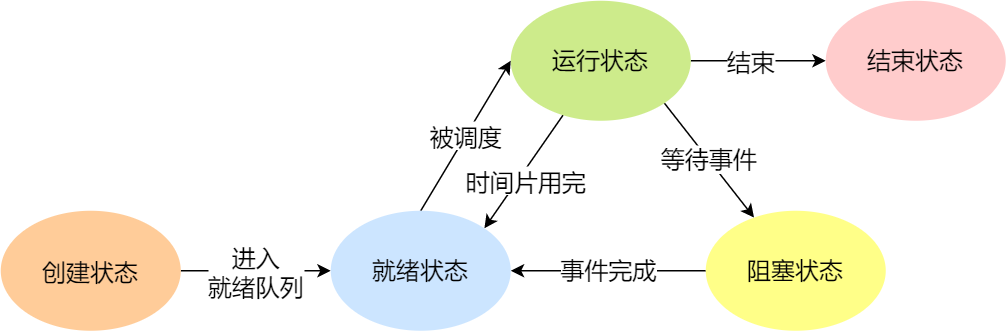 运行状态
结束
结束状态
被调度
等待事件
时间片用完
创建状态
进入
就绪队列
就绪状态
事件完成
阻塞状态